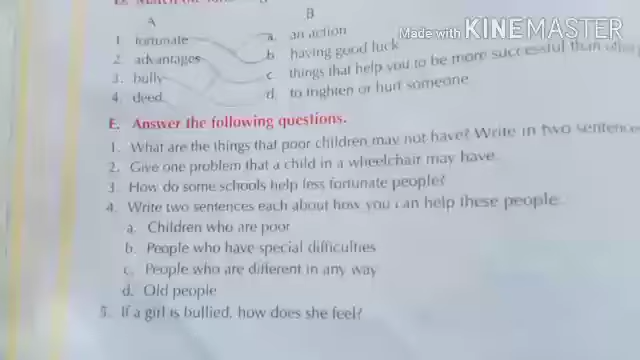 A
B
1. fortunate
a. an action
2. advantages
b. having good luck
3. bully
c. things that help you to be more successful than
4. deed
d. to frighten or hurt someone
E. Answer the following questions.
1. What are the things that poor children may not have? Write in two sentence
2. Give one problem that a child in a wheelchair may have.
3. How do some schools help less fortunate people?
4. Write two sentences each about how you can help these people.
a. Children who are poor
b. People who have special difficulties
c. People who are different in any way
d. Old people
5. If a girl is bullied, how does she feel?
Made with KINEMASTER